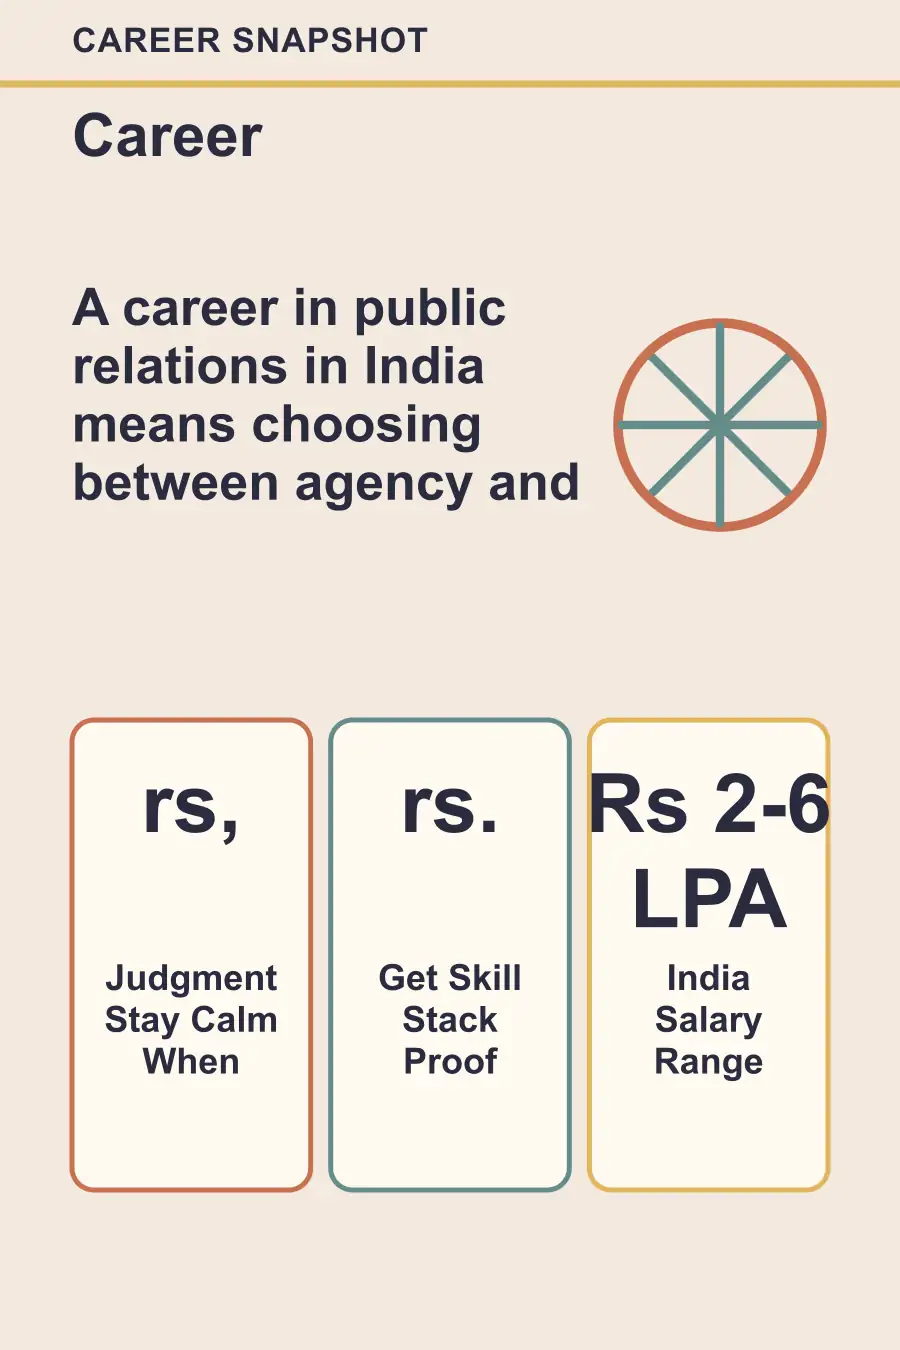 CAREER SNAPSHOT
Career
A career in public
relations in India
means choosing
between agency and
rs,
Judgment
Stay Calm
When
rs.
Get Skill
Stack
Proof
Rs 2-6
LPA
India
Salary
Range